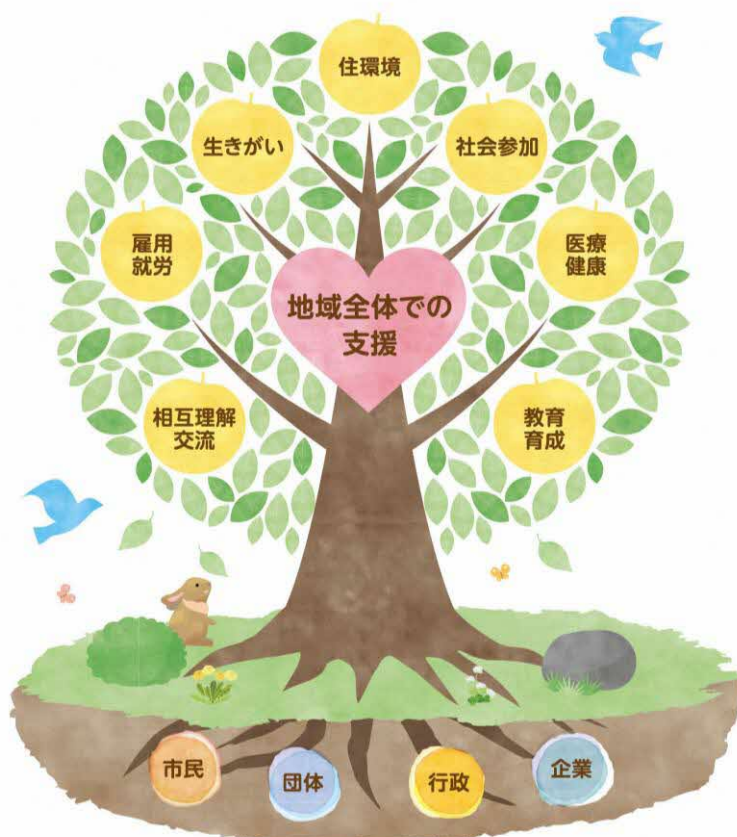 住環境
生きがい
社会参加
雇用
就労
医療
健康
地域全体での
支援
相互理解
交流
教育
育成
市民
団体
行政
企業